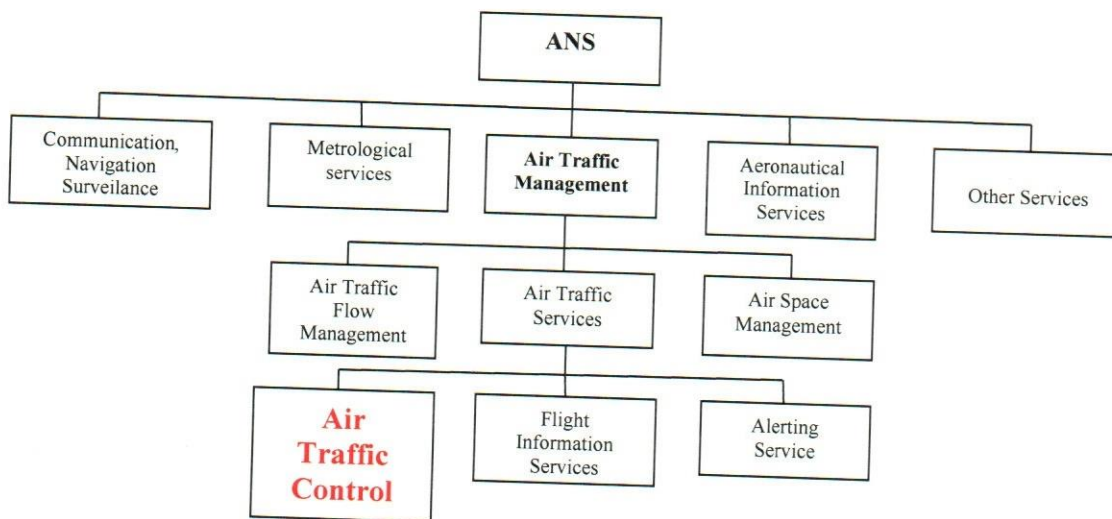 ANS
Communication,
Navigation
Surveilance
Metrological
services
Air Traffic
Management
Aeronautical
Information
Services
Other Services
Air Traffic
Flow
Management
Air Traffic
Services
Air Space
Management
Air
Traffic
Control
Flight
Information
Services
Alerting
Service